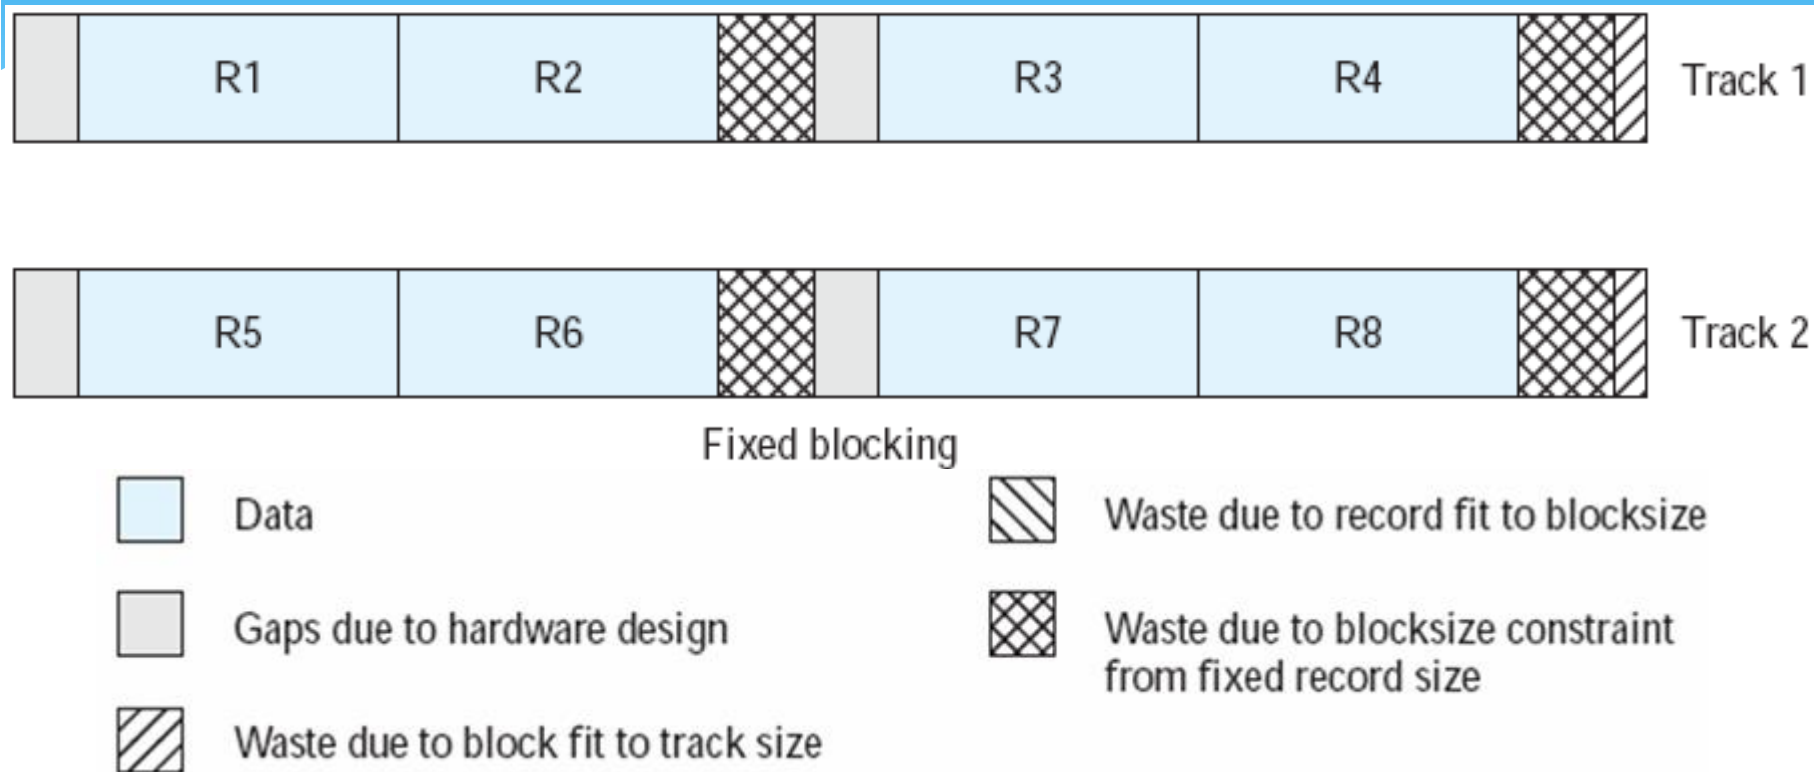 R1 R2 R3 R4 Track 1
R5 R6 R7 R8 Track 2
Fixed blocking
Data
Gaps due to hardware design
Waste due to block fit to track size
Waste due to record fit to blocksize
Waste due to blocksize constraint
from fixed record size